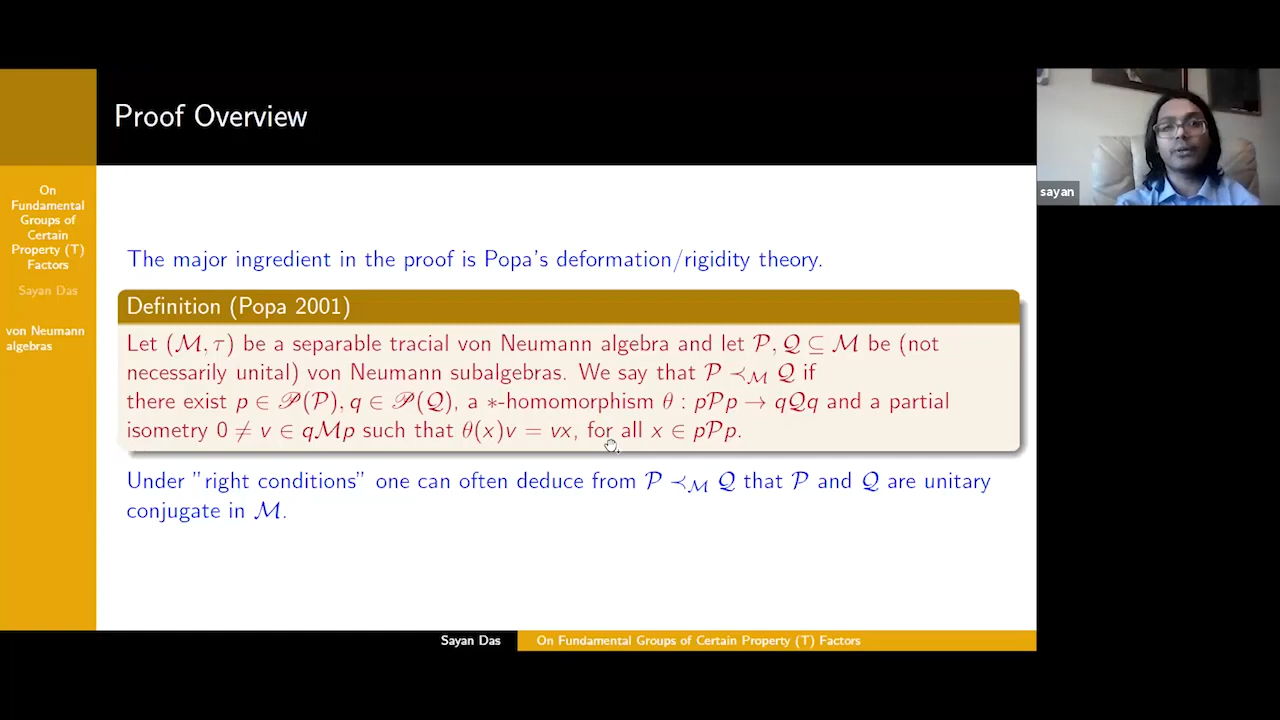 Proof Overview
On
Fundamental
Groups of
Certain
Property (T)
Factors
Sayan Das
von Neumann
algebras
The major ingredient in the proof is Popa's deformation/rigidity theory.
Definition (Popa 2001)
Let (ℳ, τ) be a separable tracial von Neumann algebra and let 𝒫, 𝒬 ⊆ ℳ be (not
necessarily unital) von Neumann subalgebras. We say that 𝒫 ≺_ℳ 𝒬 if
there exist p ∈ 𝒫(𝒫), q ∈ 𝒫(𝒬), a ∗-homomorphism θ : p𝒫p → q𝒬q and a partial
isometry 0 ≠ v ∈ qℳp such that θ(x)v = vx, for all x ∈ p𝒫p.
Under "right conditions" one can often deduce from 𝒫 ≺_ℳ 𝒬 that 𝒫 and 𝒬 are unitary
conjugate in ℳ.
Sayan Das
On Fundamental Groups of Certain Property (T) Factors
sayan